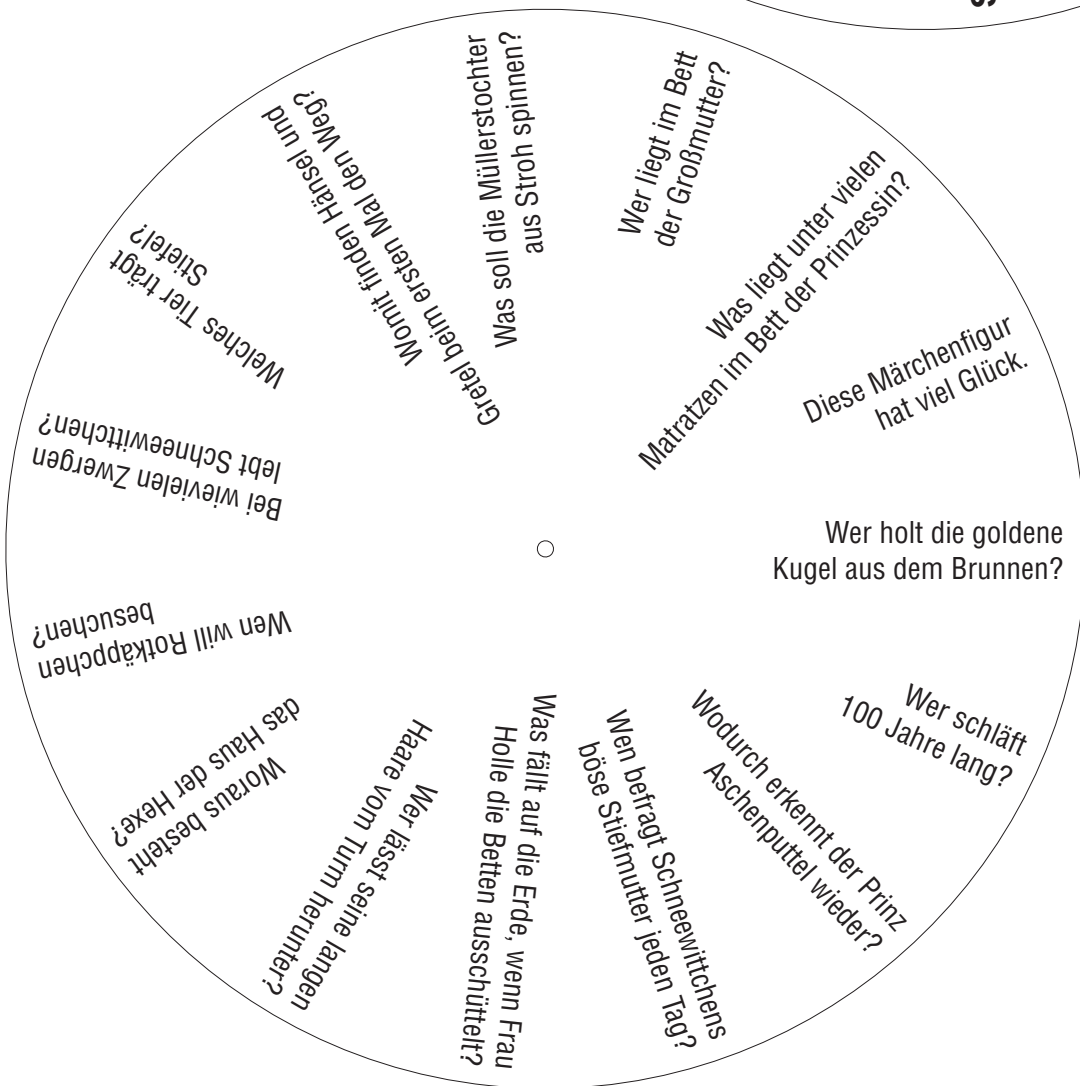 Wer holt die goldene
Kugel aus dem Brunnen?
Wer schläft
100 Jahre lang?
Wodurch erkennt der Prinz
Aschenputtel wieder?
Wen befragt Schneewittchens
böse Stiefmutter jeden Tag?
Was fällt auf die Erde, wenn Frau
Holle die Betten ausschüttelt?
Wer lässt seine langen
Haare vom Turm herunter?
Woraus besteht
das Haus der Hexe?
Wen will Rotkäppchen
besuchen?
Bei wievielen Zwergen
lebt Schneewittchen?
Welches Tier trägt
Stiefel?
Womit finden Hänsel und
Gretel beim ersten Mal den Weg?
Was soll die Müllerstochter
aus Stroh spinnen?
Wer liegt im Bett
der Großmutter?
Was liegt unter vielen
Matratzen im Bett der Prinzessin?
Diese Märchenfigur
hat viel Glück.